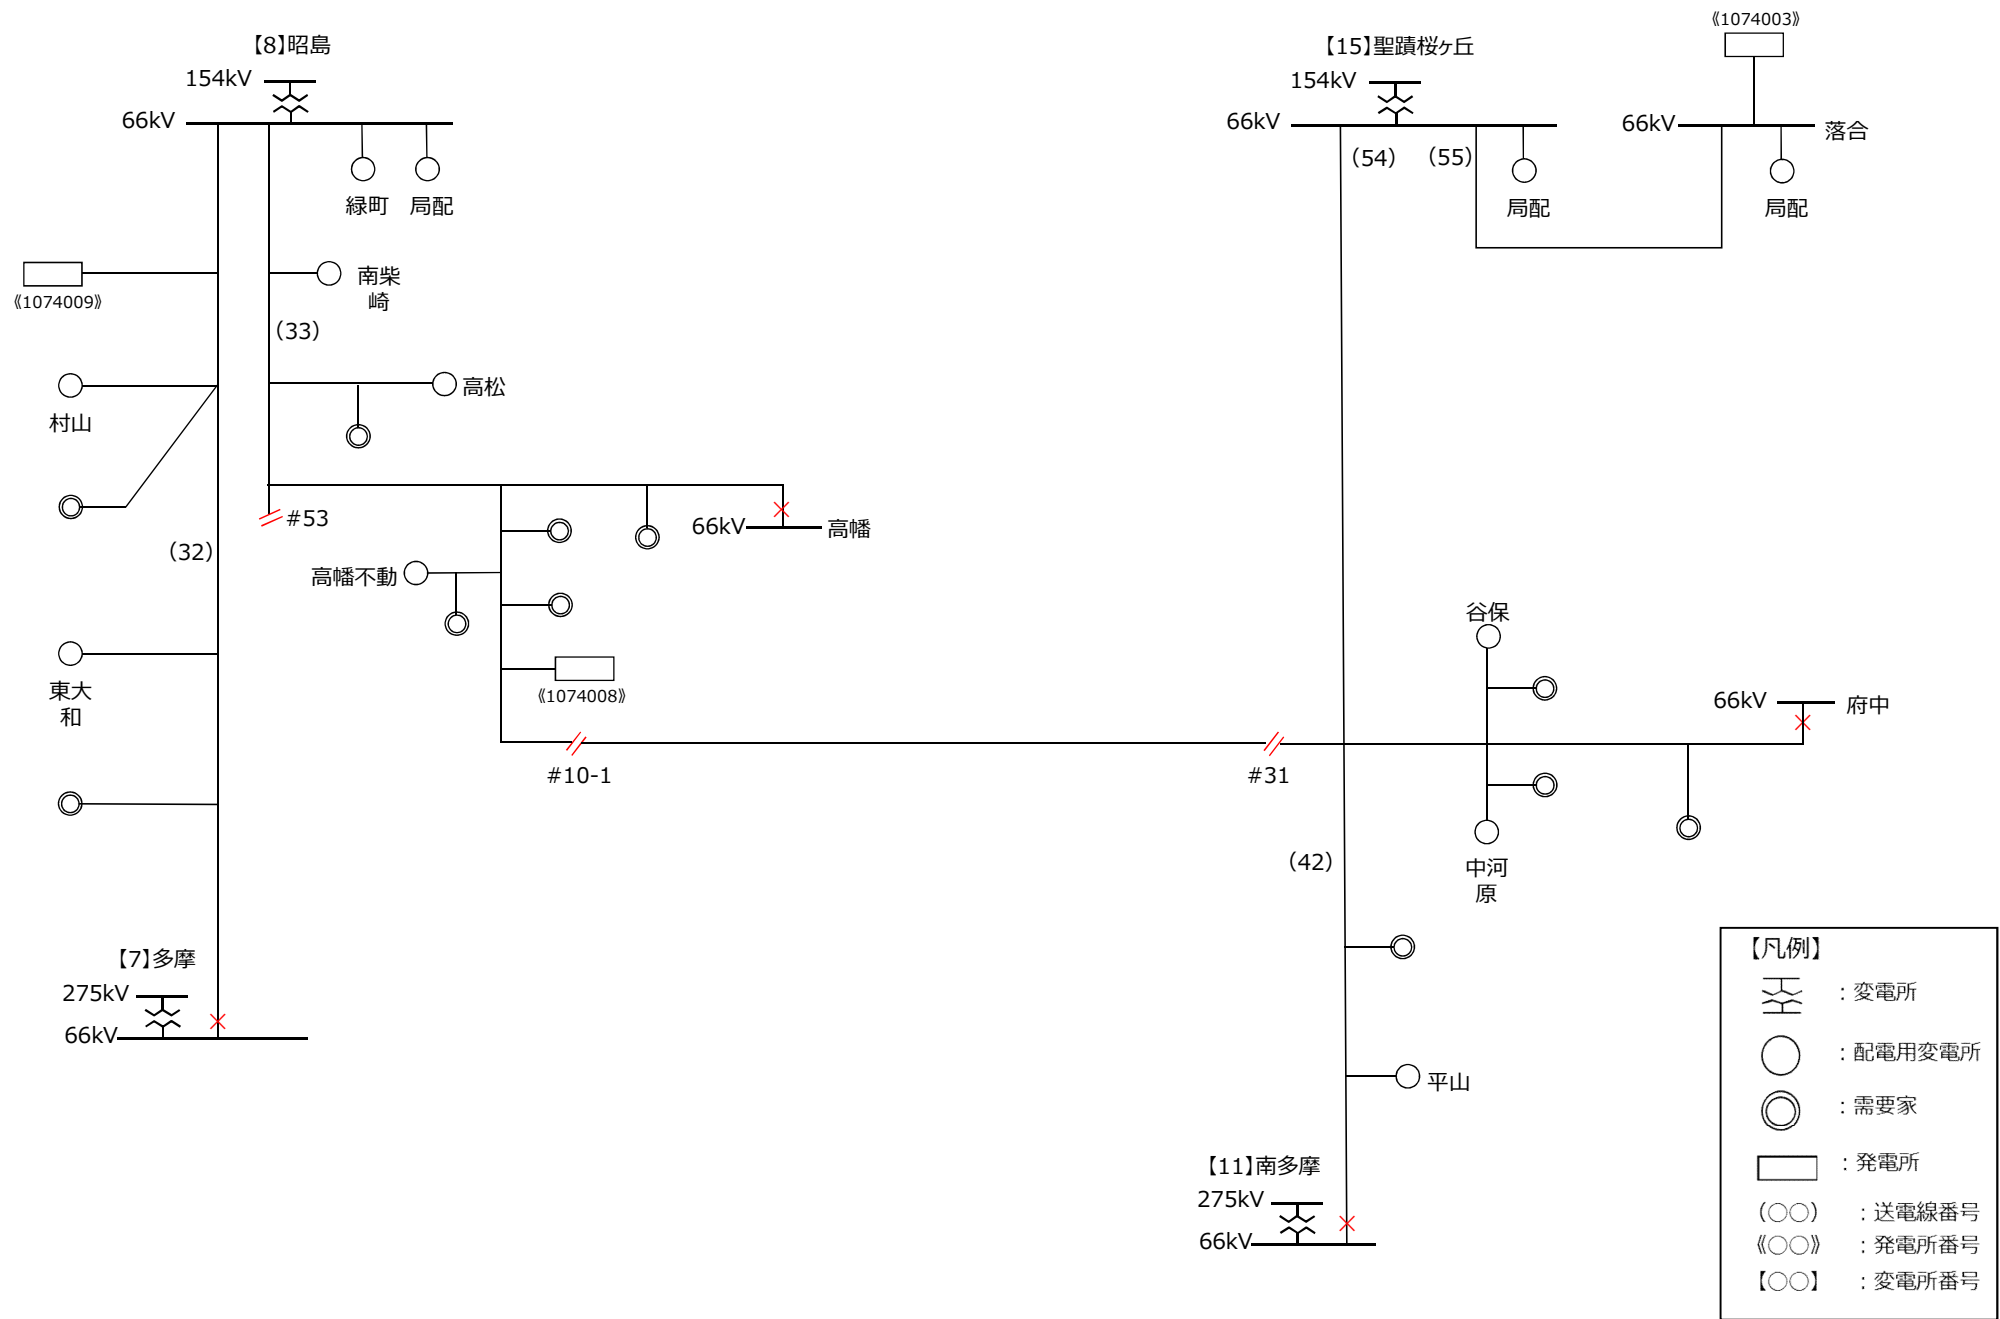 【8】昭島
154kV
66kV
緑町
局配
《1074009》
南柴
崎
(33)
高松
村山
(32)
#53
66kV
高幡
高幡不動
《1074008》
東大
和
#10-1
【7】多摩
275kV
66kV
【15】聖蹟桜ヶ丘
154kV
66kV
(54)
(55)
局配
《1074003》
66kV
落合
局配
谷保
66kV
府中
#31
中河
原
(42)
平山
【11】南多摩
275kV
66kV
【凡例】
：変電所
：配電用変電所
：需要家
：発電所
(○○)　：送電線番号
《○○》　：発電所番号
【○○】　：変電所番号